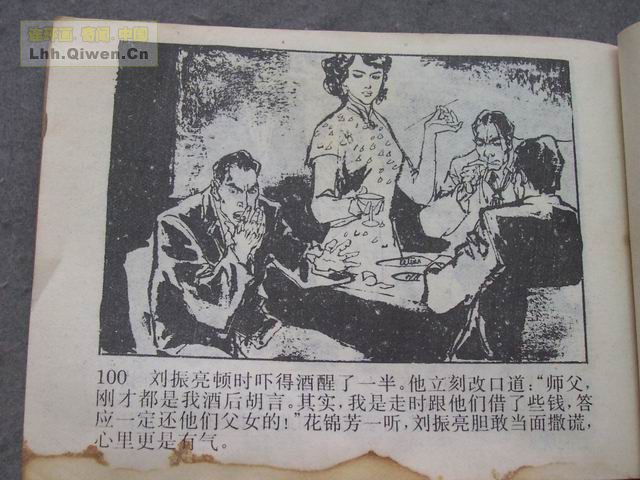 连环画.奇闻.中国
Lhh.Qiwen.Cn
100 刘振亮顿时吓得酒醒了一半。他立刻改口道：“师父，
刚才都是我酒后胡言。其实，我是走时跟他们借了些钱，答
应一定还他们父女的！”花锦芳一听，刘振亮胆敢当面撒谎，
心里更是有气。